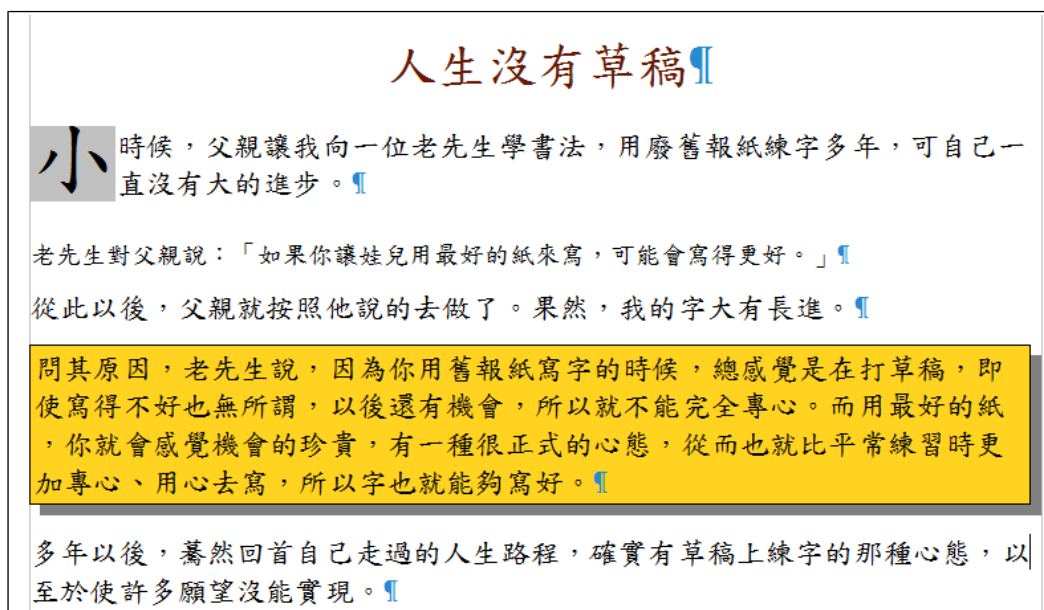 人生沒有草稿¶
小時候，父親讓我向一位老先生學書法，用廢舊報紙練字多年，可自己一
直沒有大的進步。¶
老先生對父親說：「如果你讓娃兒用最好的紙來寫，可能會寫得更好。」¶
從此以後，父親就按照他說的去做了。果然，我的字大有長進。¶
問其原因，老先生說，因為你用舊報紙寫字的時候，總感覺是在打草稿，即
使寫得不好也無所謂，以後還有機會，所以就不能完全專心。而用最好的紙
，你就會感覺機會的珍貴，有一種很正式的心態，從而也就比平常練習時更
加專心、用心去寫，所以字也就能夠寫好。¶
多年以後，驀然回首自己走過的人生路程，確實有草稿上練字的那種心態，以
至於使許多願望沒能實現。¶